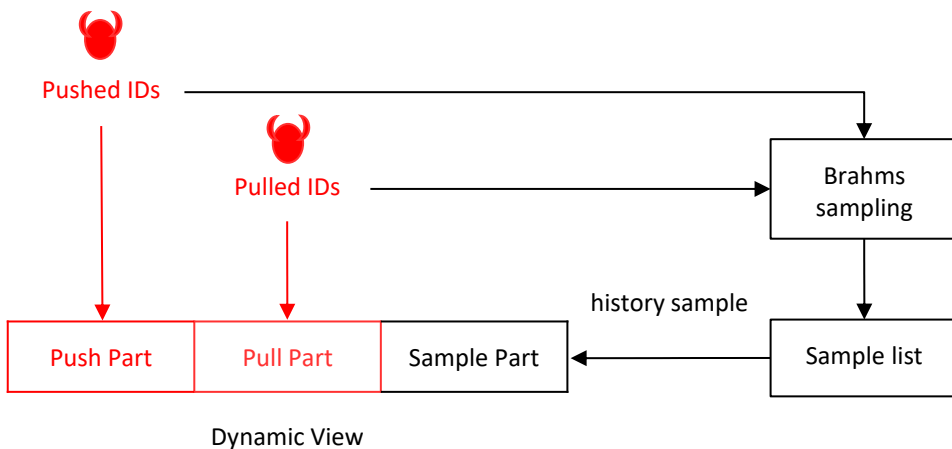 Pushed IDs
Pulled IDs
Brahms
sampling
history sample
Push Part
Pull Part
Sample Part
Sample list
Dynamic View